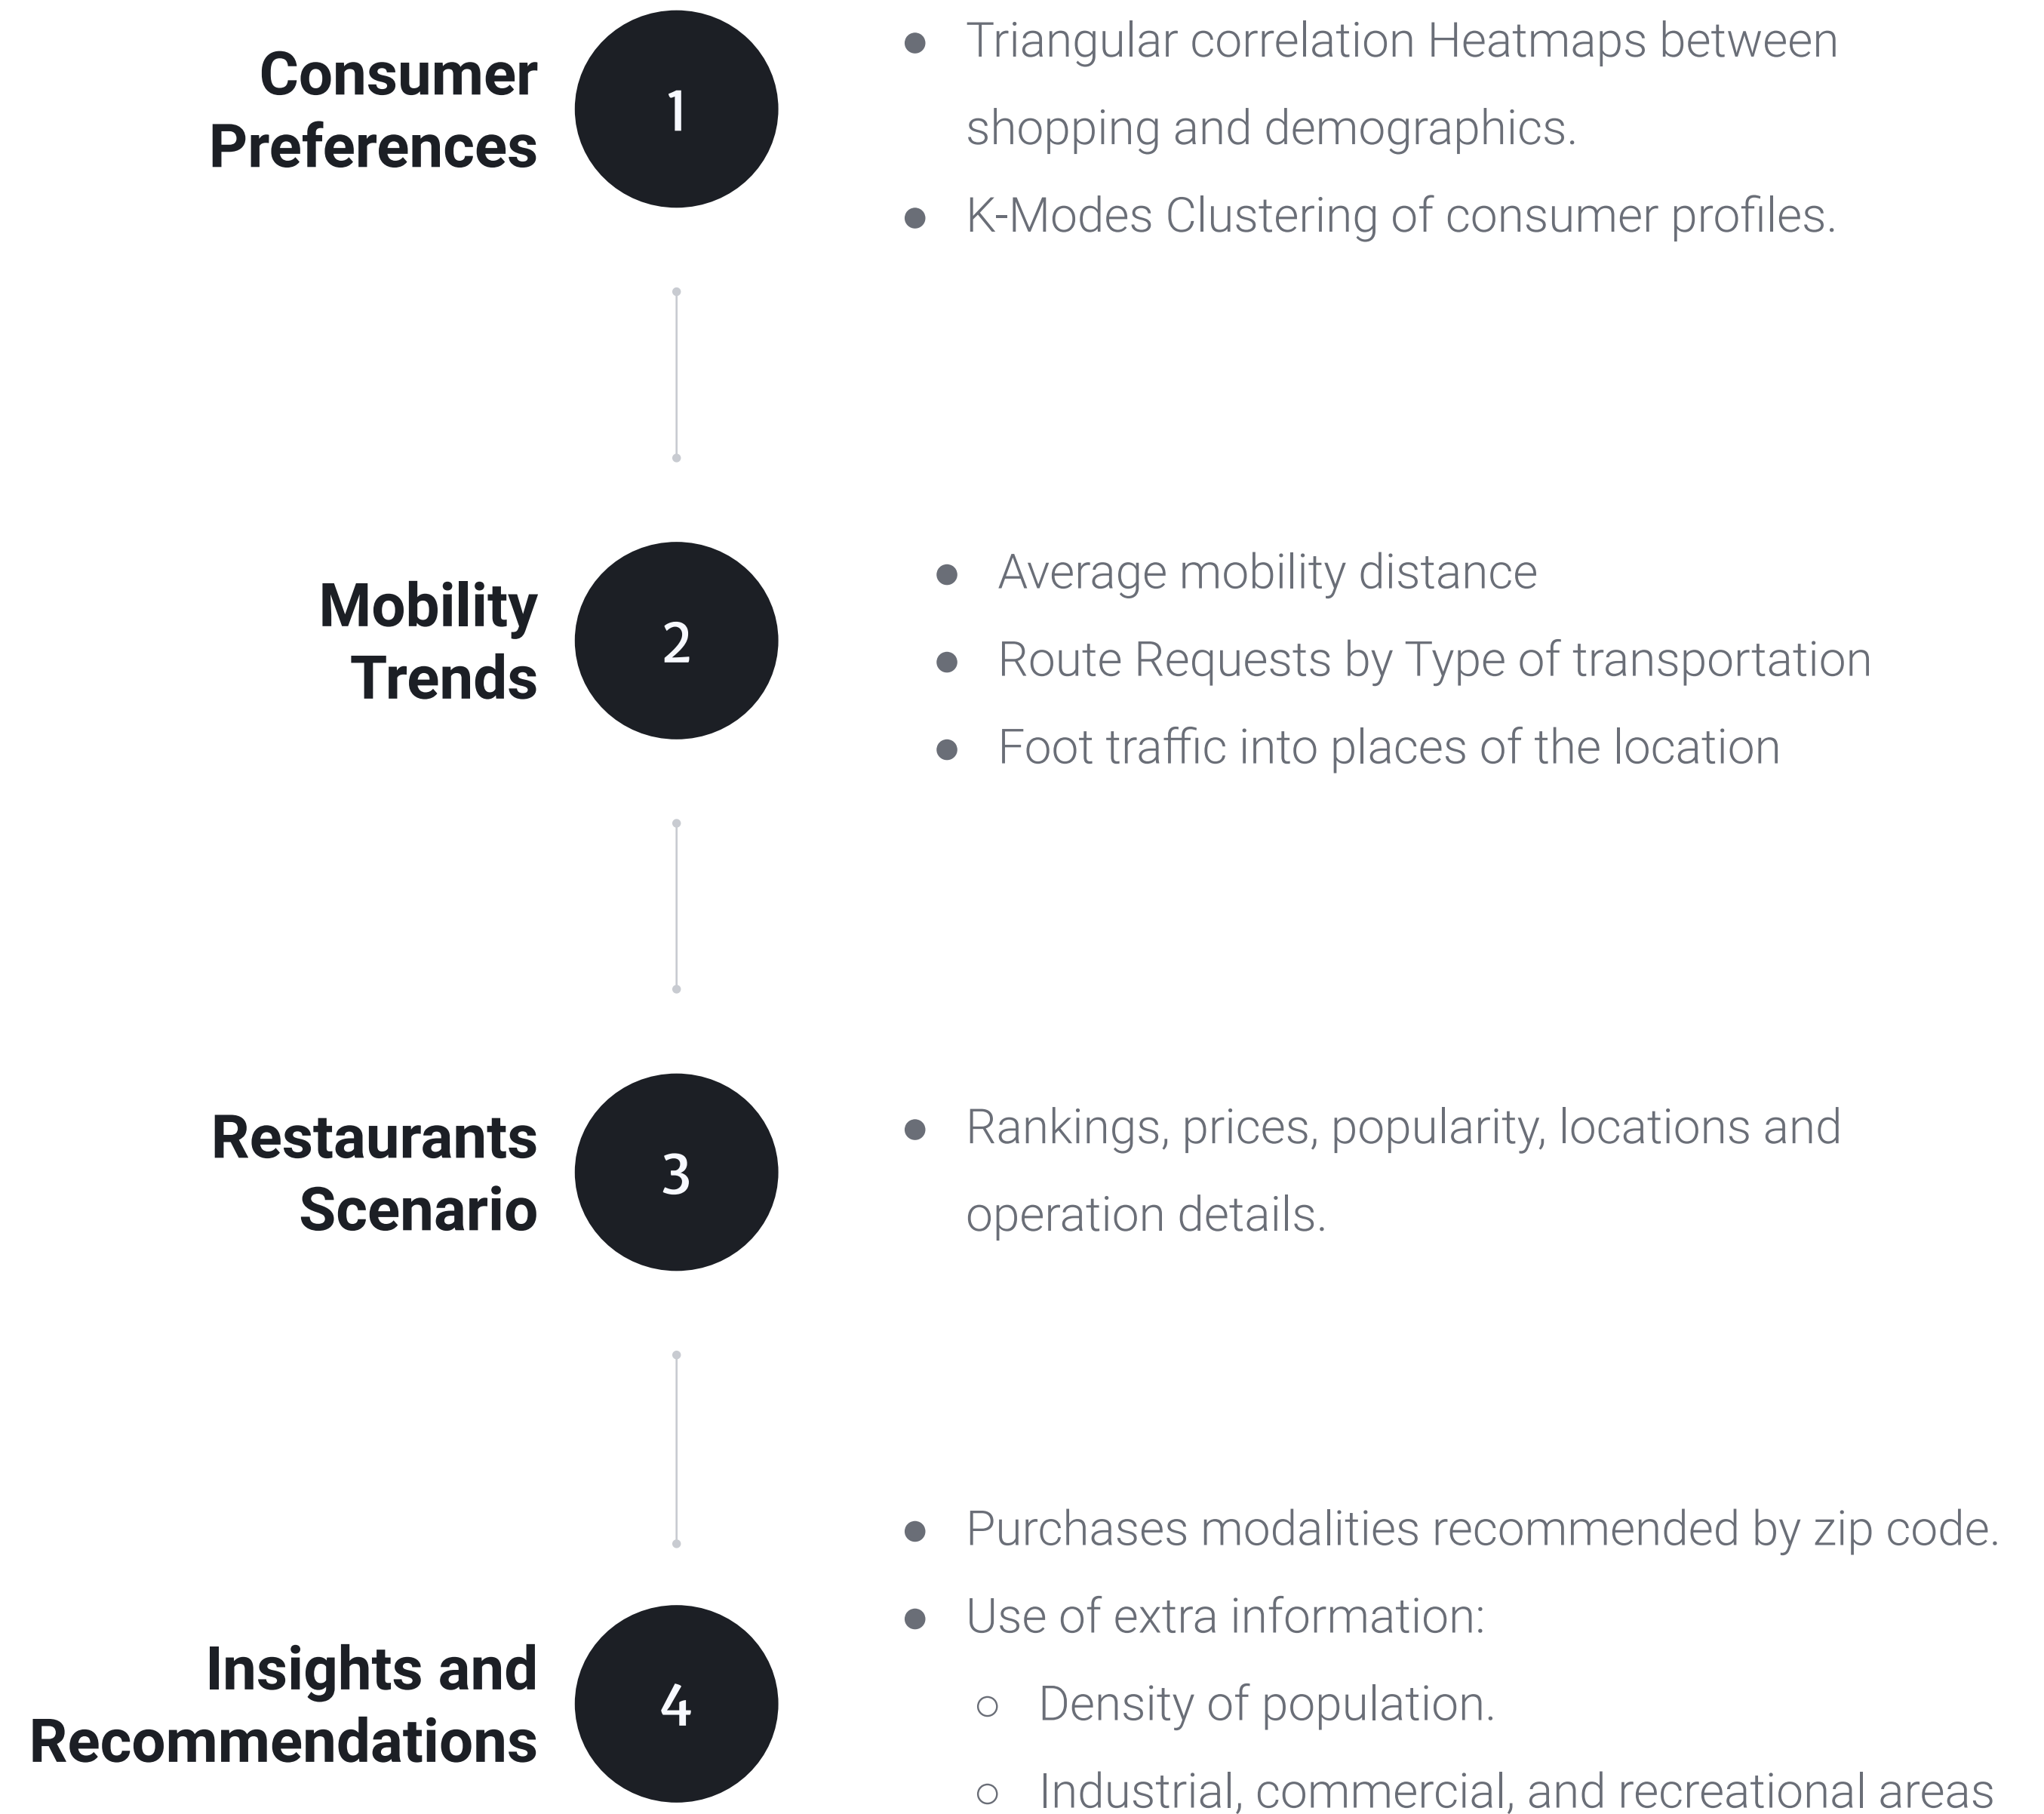 Consumer
Preferences
1
● Triangular correlation Heatmaps between
shopping and demographics.
● K-Modes Clustering of consumer profiles.
Mobility
Trends
2
● Average mobility distance
● Route Requests by Type of transportation
● Foot traffic into places of the location
Restaurants
Scenario
3
● Rankings, prices, popularity, locations and
operation details.
Insights and
Recommendations
4
● Purchases modalities recommended by zip code.
● Use of extra information:
○ Density of population.
○ Industrial, commercial, and recreational areas